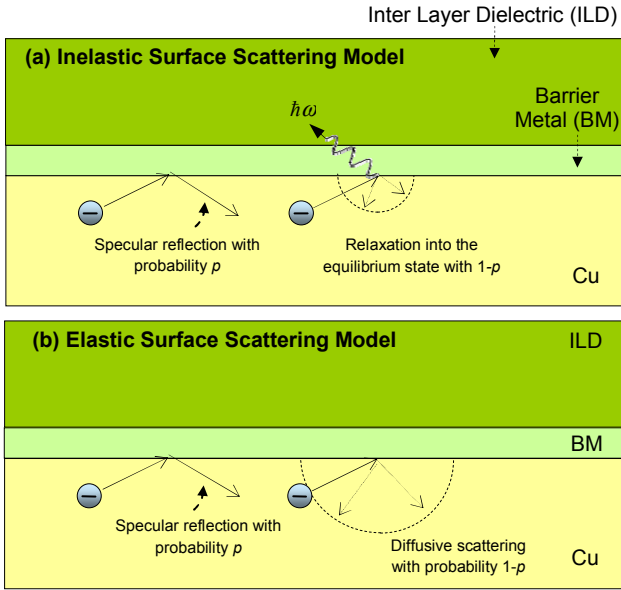 Inter Layer Dielectric (ILD)
(a) Inelastic Surface Scattering Model
Barrier
Metal (BM)
ħω
Specular reflection with
probability p
Relaxation into the
equilibrium state with 1-p
Cu
(b) Elastic Surface Scattering Model
ILD
BM
Specular reflection with
probability p
Diffusive scattering
with probability 1-p
Cu